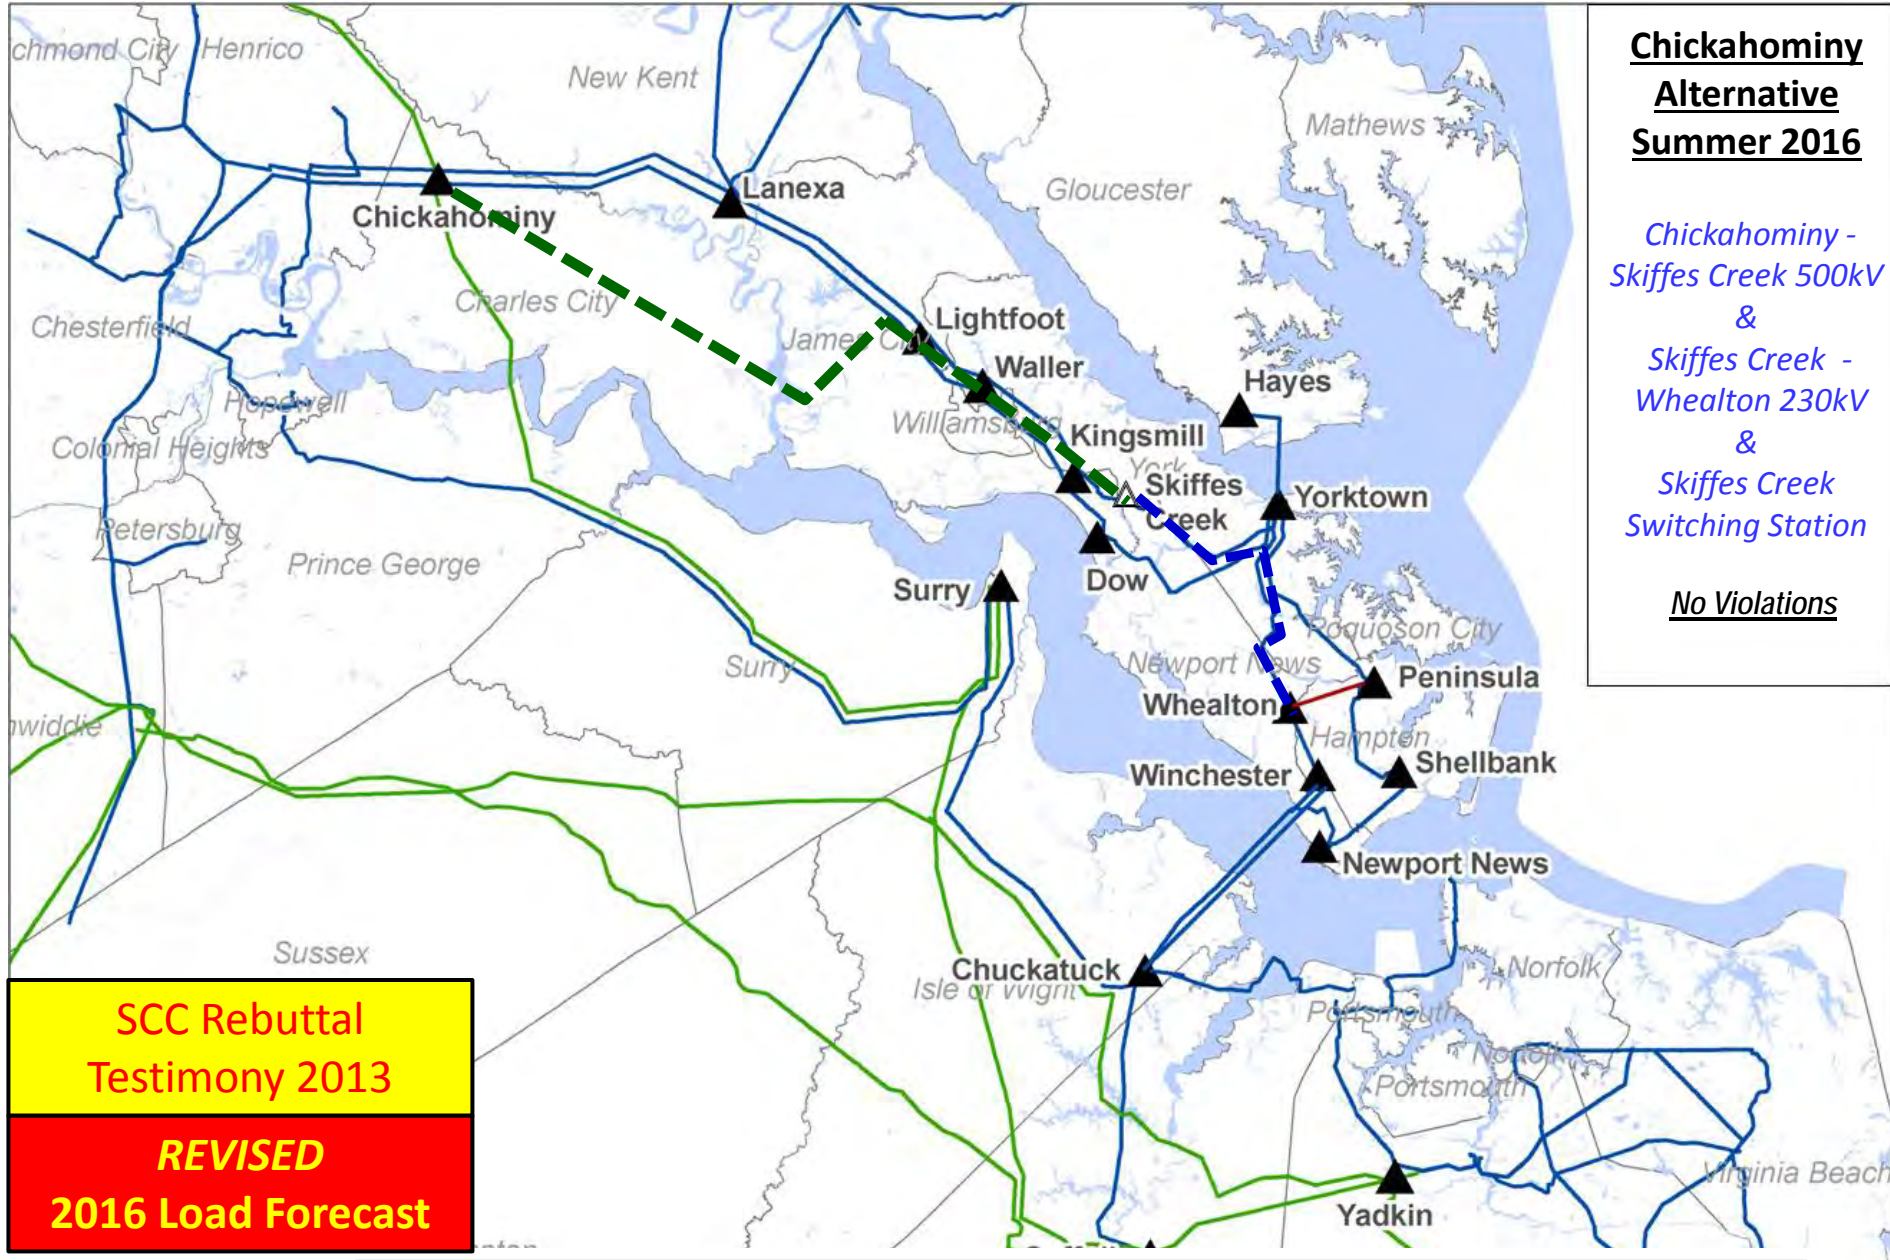 Chickahominy
Alternative
Summer 2016
Chickahominy -
Skiffes Creek 500kV
&
Skiffes Creek -
Whealton 230kV
&
Skiffes Creek
Switching Station
No Violations
chmond City
Henrico
New Kent
Mathews
Gloucester
Lanexa
Chickahominy
Charles City
Chesterfield
James City
Lightfoot
Waller
Hayes
Hopewell
Williamsburg
Colonial Heights
Kingsmill
York
Skiffes
Creek
Yorktown
Petersburg
Prince George
Surry
Dow
Poquoson City
Surry
Newport News
Peninsula
Whealton
nwiddie
Hampton
Winchester
Shellbank
Newport News
Sussex
Chuckatuck
Isle of Wight
Norfolk
Portsmouth
Norfolk
Portsmouth
Virginia Beach
Yadkin
SCC Rebuttal
Testimony 2013
REVISED
2016 Load Forecast